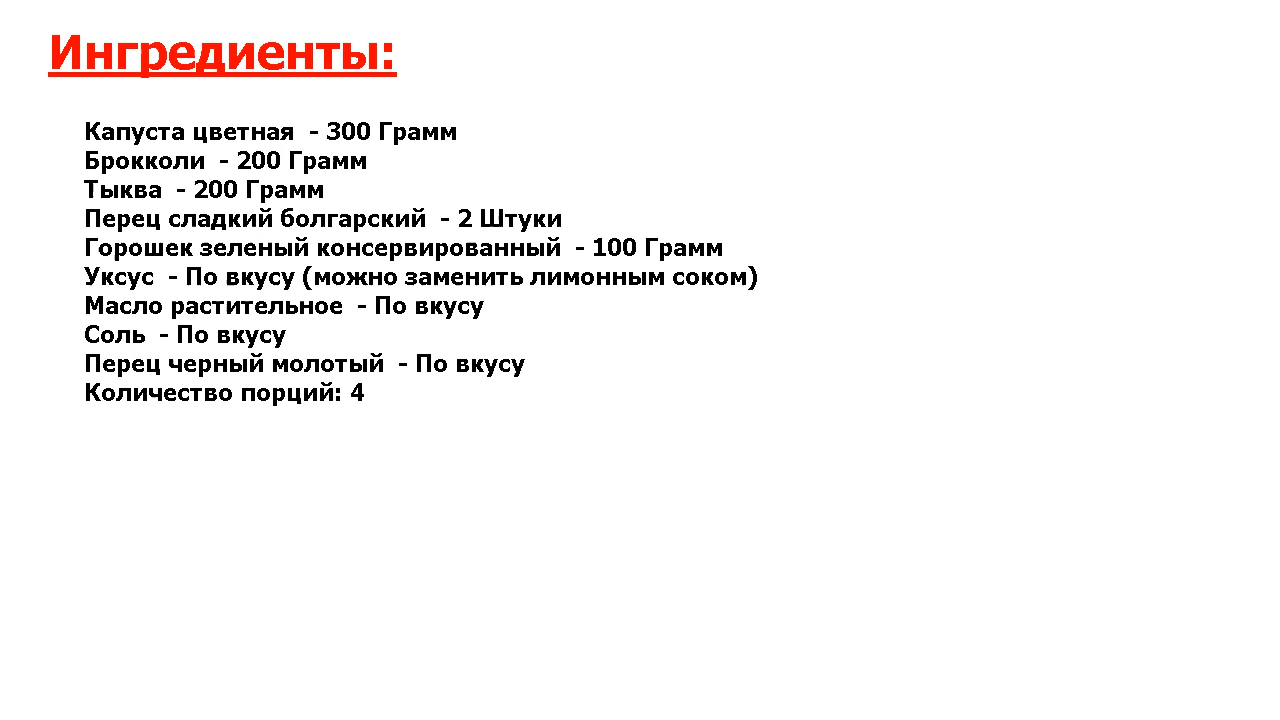 Ингредиенты:
Капуста цветная  - 300 Грамм
Брокколи  - 200 Грамм
Тыква  - 200 Грамм
Перец сладкий болгарский  - 2 Штуки
Горошек зеленый консервированный  - 100 Грамм
Уксус  - По вкусу (можно заменить лимонным соком)
Масло растительное  - По вкусу
Соль  - По вкусу
Перец черный молотый  - По вкусу
Количество порций: 4